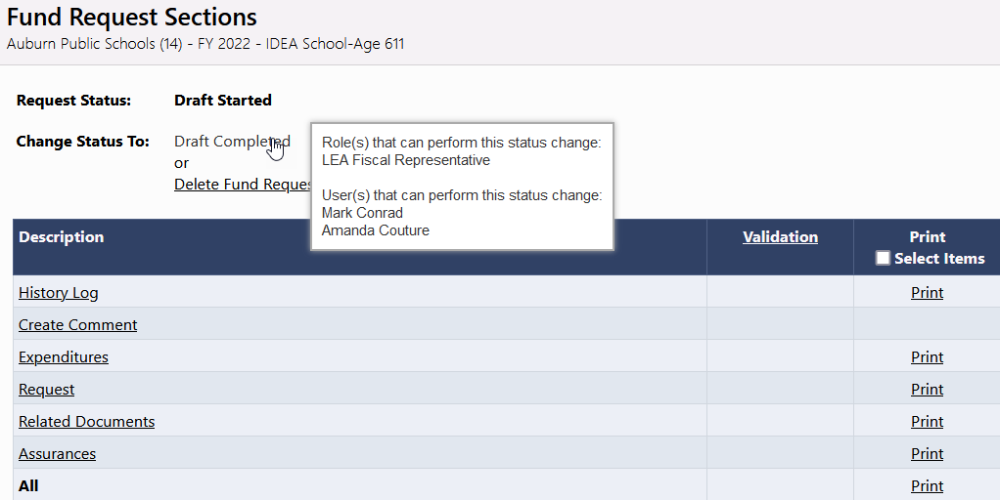 Fund Request Sections
Auburn Public Schools (14) - FY 2022 - IDEA School-Age 611
Request Status: Draft Started
Change Status To: Draft Completed
or
Delete Fund Reques
Role(s) that can perform this status change:
LEA Fiscal Representative
User(s) that can perform this status change:
Mark Conrad
Amanda Couture
Description Validation Print
Select Items
History Log Print
Create Comment
Expenditures Print
Request Print
Related Documents Print
Assurances Print
All Print